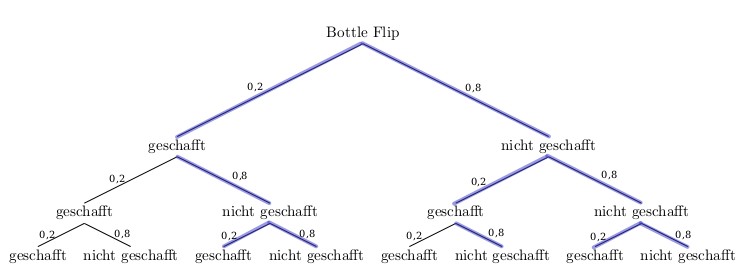 Bottle Flip
0,2 0,8
geschafft nicht geschafft
0,2 0,8 0,2 0,8
geschafft nicht geschafft geschafft nicht geschafft
0,2 0,8 0,2 0,8 0,2 0,8 0,2 0,8
geschafft nicht geschafft geschafft nicht geschafft geschafft nicht geschafft geschafft nicht geschafft